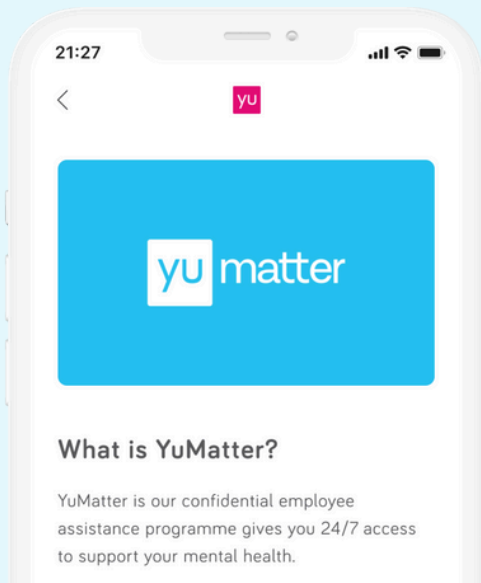 21:27
yu
yu matter
What is YuMatter?
YuMatter is our confidential employee
assistance programme gives you 24/7 access
to support your mental health.